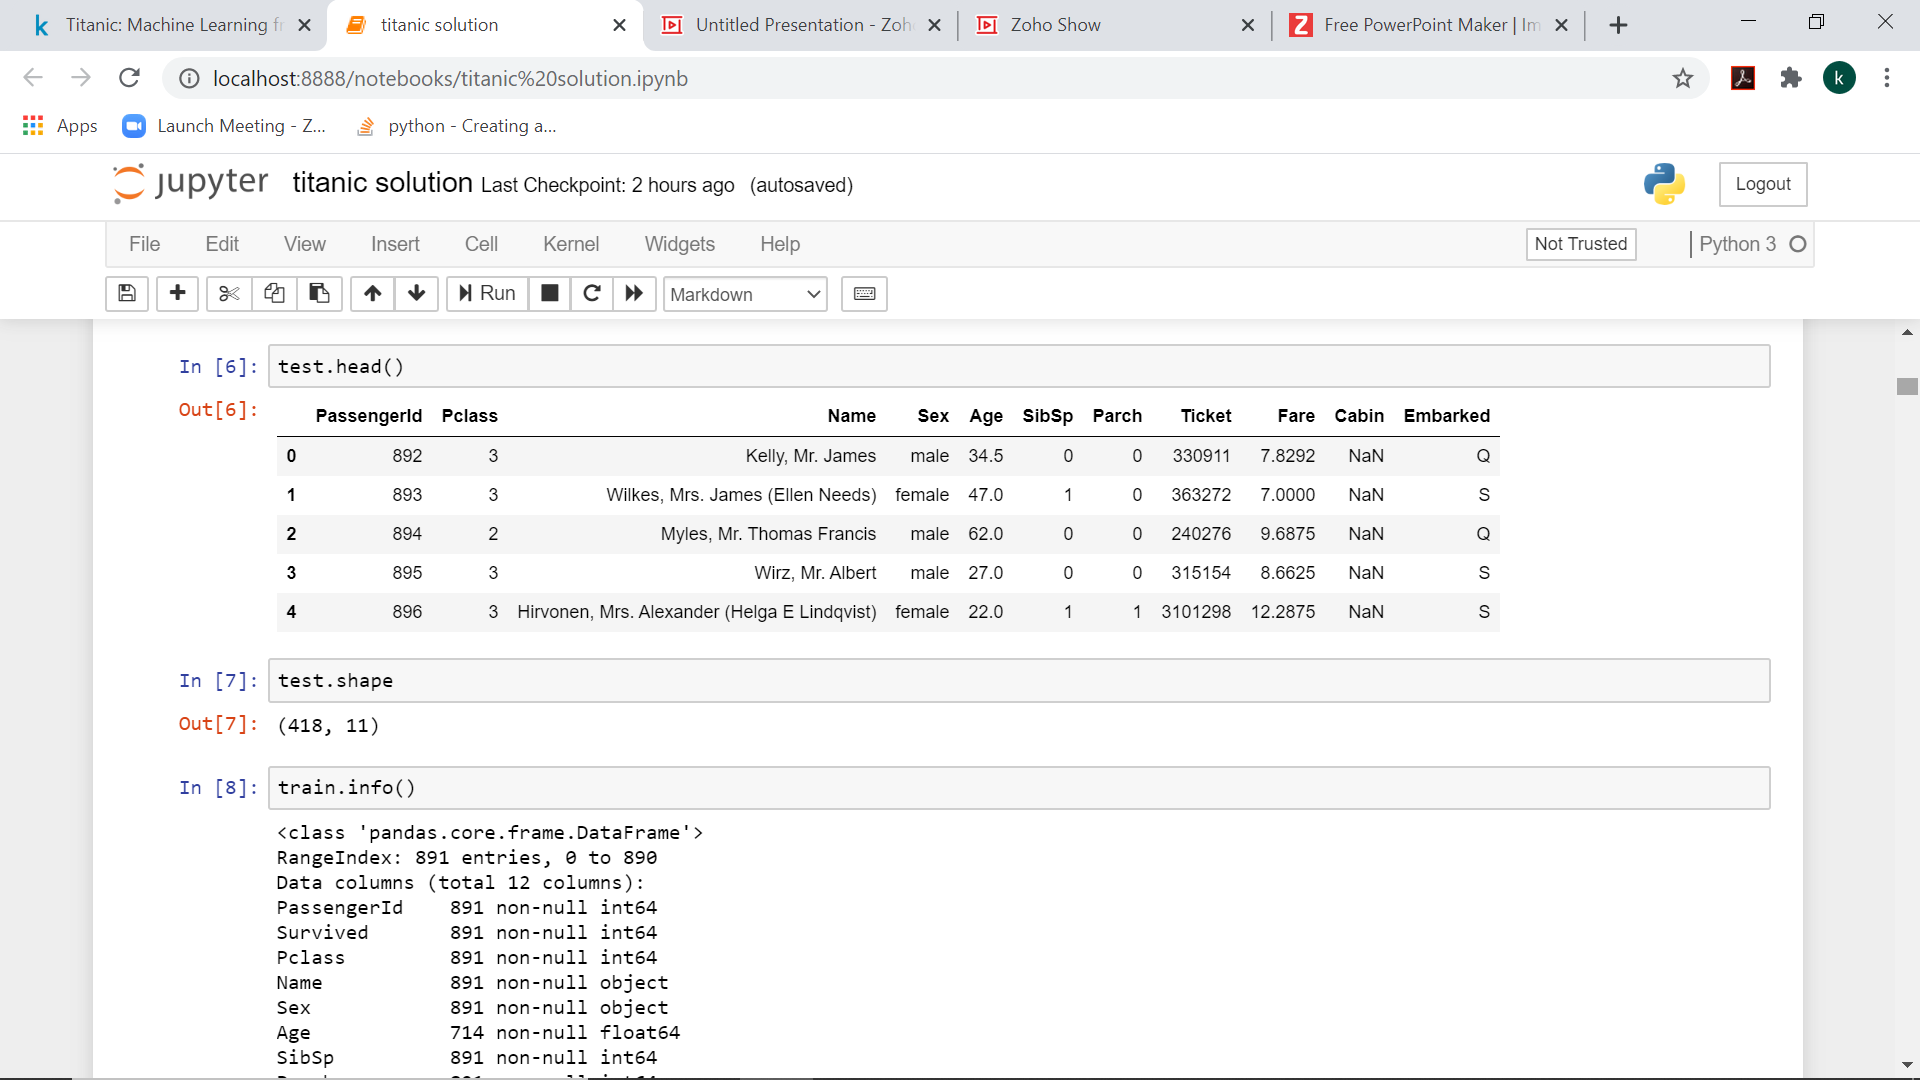 Titanic: Machine Learning fr
titanic solution
Untitled Presentation - Zoh
Zoho Show
Free PowerPoint Maker | Im
localhost:8888/notebooks/titanic%20solution.ipynb
k
Apps
Launch Meeting - Z...
python - Creating a...
jupyter titanic solution Last Checkpoint: 2 hours ago (autosaved)
Logout
File Edit View Insert Cell Kernel Widgets Help
Not Trusted
Python 3
Run
Markdown
In [6]: test.head()
Out[6]:
PassengerId Pclass Name Sex Age SibSp Parch Ticket Fare Cabin Embarked
0 892 3 Kelly, Mr. James male 34.5 0 0 330911 7.8292 NaN Q
1 893 3 Wilkes, Mrs. James (Ellen Needs) female 47.0 1 0 363272 7.0000 NaN S
2 894 2 Myles, Mr. Thomas Francis male 62.0 0 0 240276 9.6875 NaN Q
3 895 3 Wirz, Mr. Albert male 27.0 0 0 315154 8.6625 NaN S
4 896 3 Hirvonen, Mrs. Alexander (Helga E Lindqvist) female 22.0 1 1 3101298 12.2875 NaN S
In [7]: test.shape
Out[7]: (418, 11)
In [8]: train.info()
<class 'pandas.core.frame.DataFrame'>
RangeIndex: 891 entries, 0 to 890
Data columns (total 12 columns):
PassengerId 891 non-null int64
Survived 891 non-null int64
Pclass 891 non-null int64
Name 891 non-null object
Sex 891 non-null object
Age 714 non-null float64
SibSp 891 non-null int64